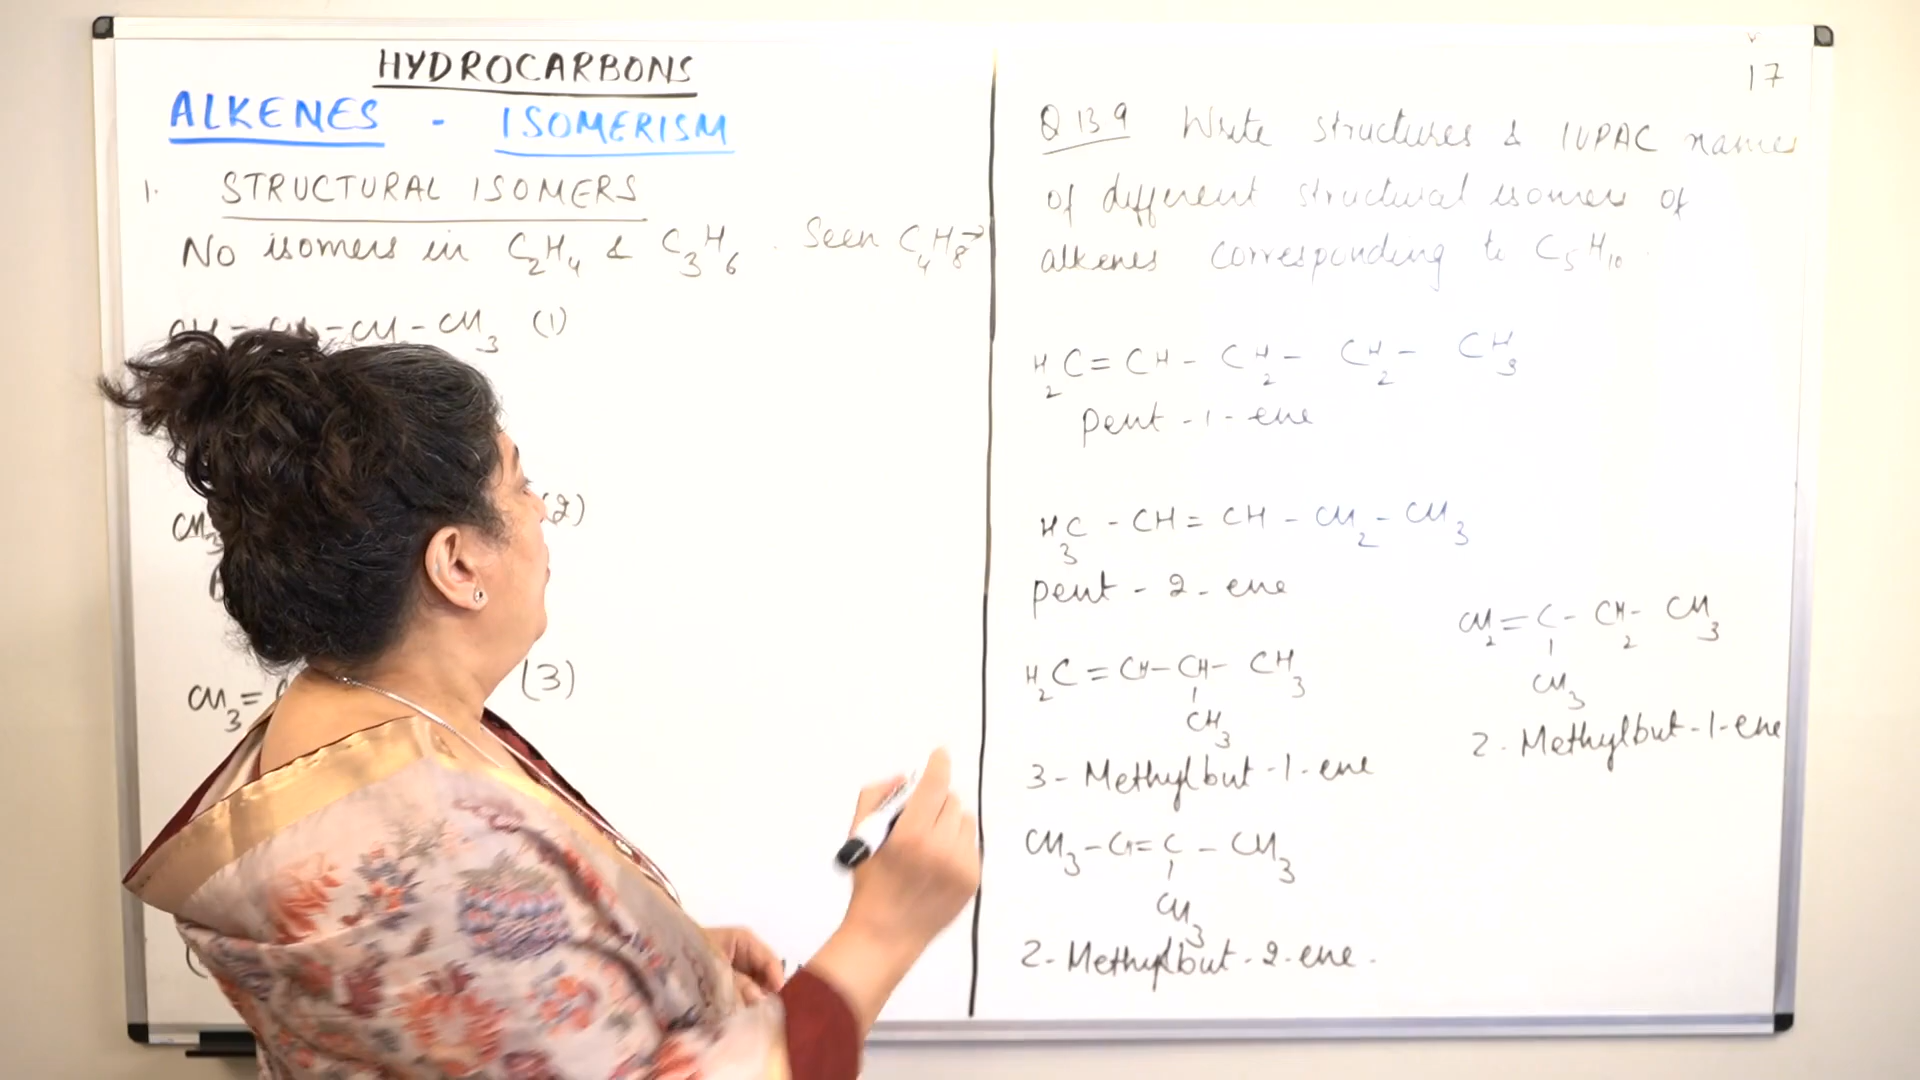 HYDROCARBONS
ALKENES - ISOMERISM
1. STRUCTURAL ISOMERS
No isomers in C2H4 & C3H6. Seen C4H8→
- CH3 (1)
CH3 (2)
CH3= (3)
17
Q 13.9 Write structures & IUPAC names
of different structural isomers of
alkenes corresponding to C5H10.
H2C=CH-CH2-CH2-CH3
Pent-1-ene
H3C-CH=CH-CH2-CH3
Pent-2-ene
H2C=CH-CH-CH3
|
CH3
3-Methylbut-1-ene
CH3-CH=C-CH3
|
CH3
2-Methylbut-2-ene.
CH2=C-CH2-CH3
|
CH3
2-Methylbut-1-ene